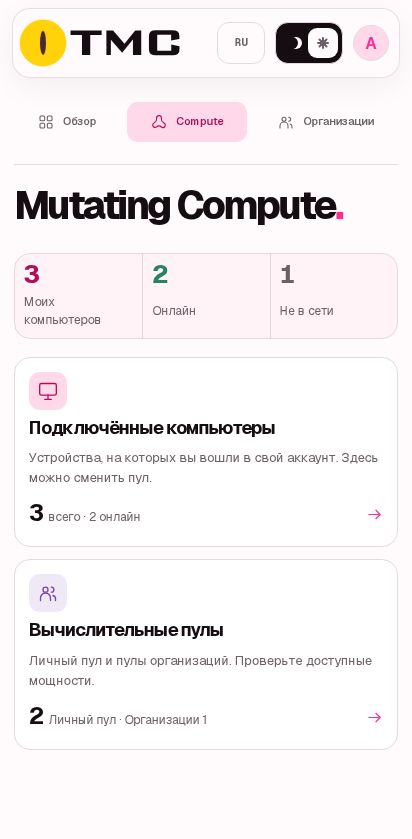 TMC
RU
A
Обзор
Compute
Организации
Mutating Compute.
3
Моих
компьютеров
2
Онлайн
1
Не в сети
Подключённые компьютеры
Устройства, на которых вы вошли в свой аккаунт. Здесь
можно сменить пул.
3 всего · 2 онлайн
→
Вычислительные пулы
Личный пул и пулы организаций. Проверьте доступные
мощности.
2 Личный пул · Организации 1
→